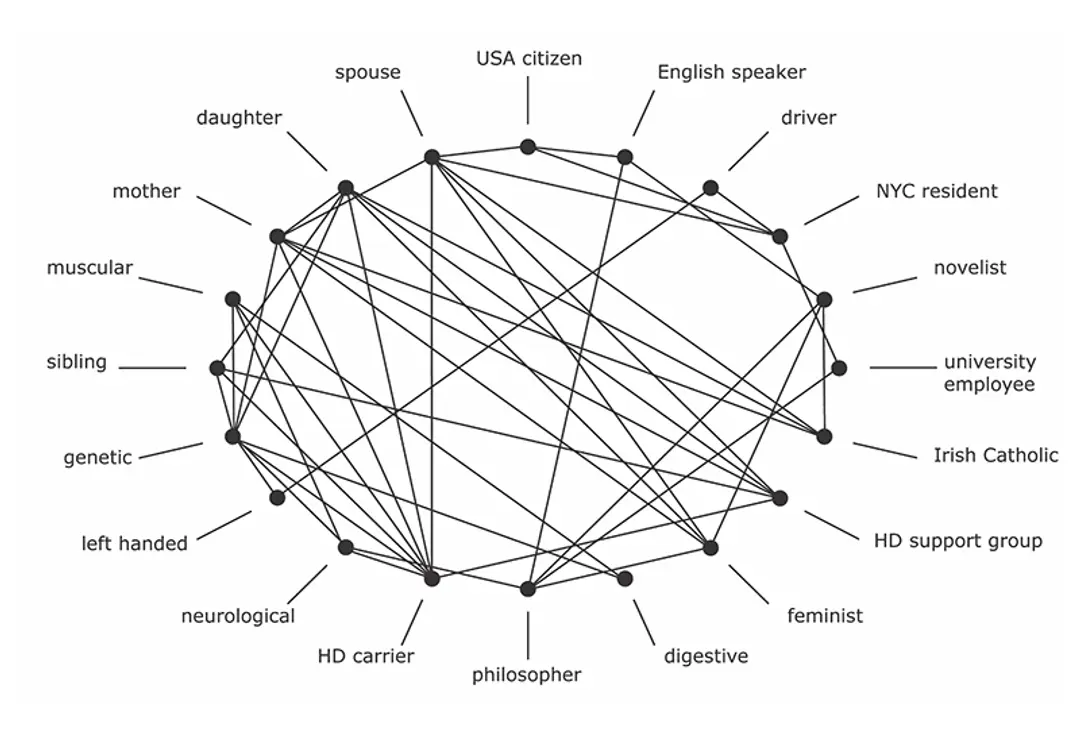 USA citizen
spouse
English speaker
daughter
driver
mother
NYC resident
muscular
novelist
sibling
university
employee
genetic
Irish Catholic
left handed
HD support group
neurological
feminist
HD carrier
digestive
philosopher